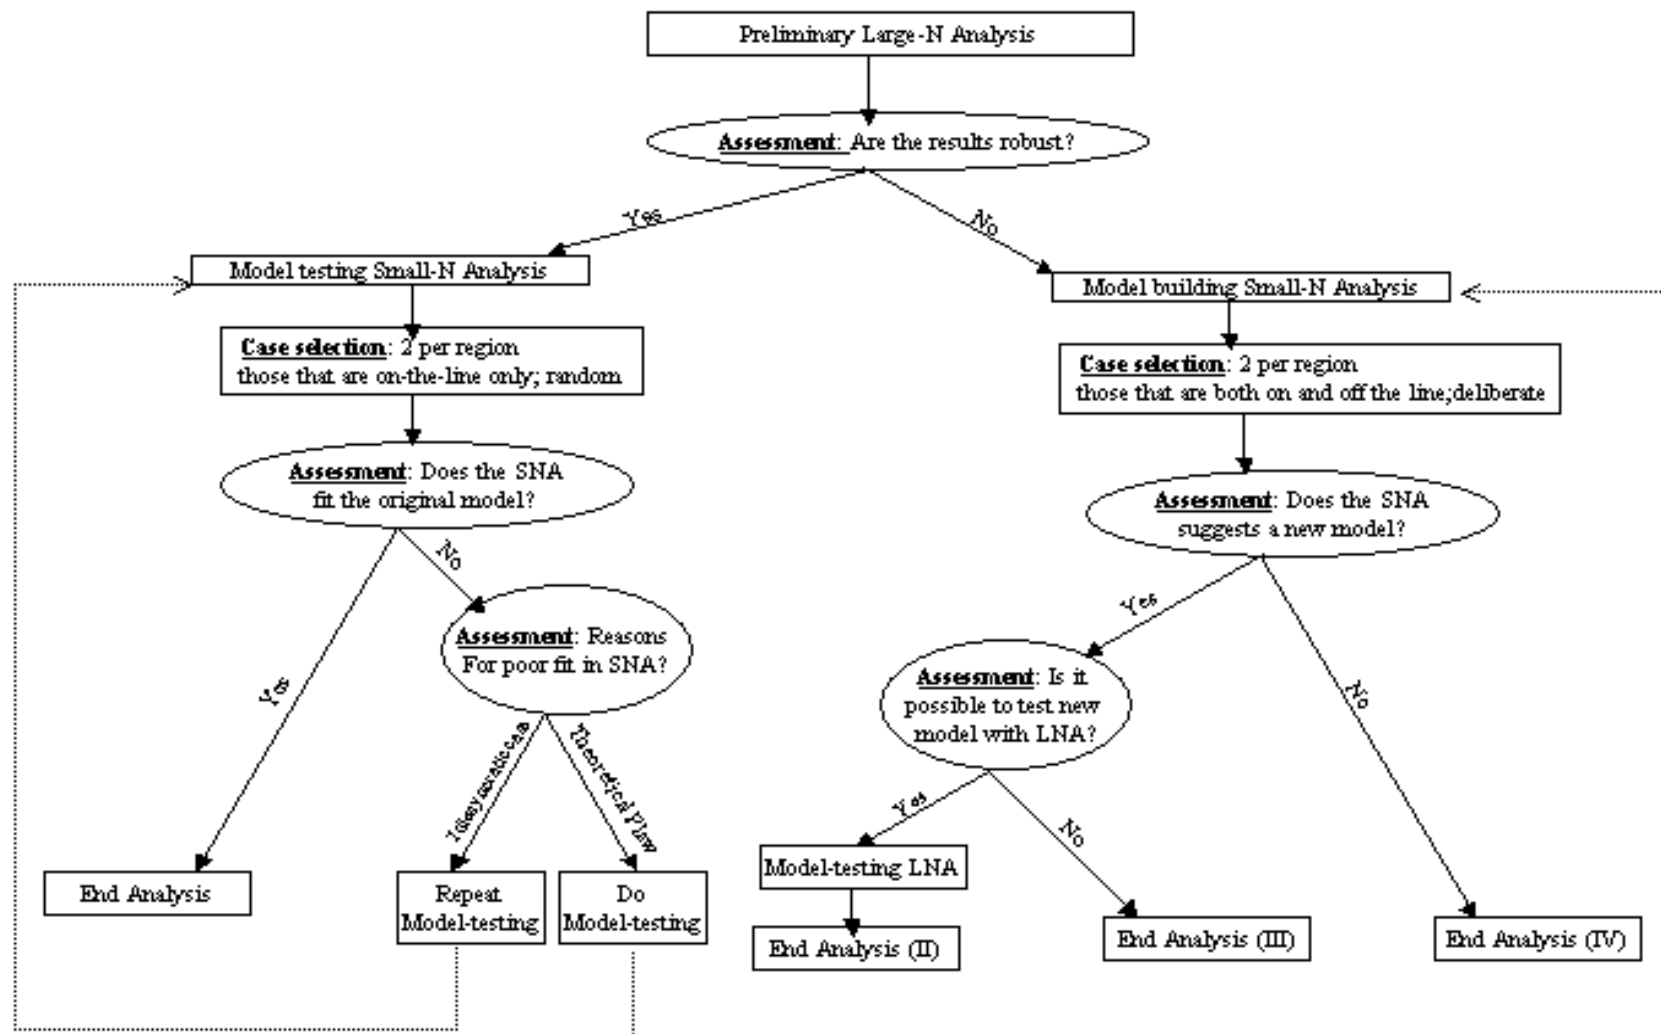 Preliminary Large-N Analysis
Assessment: Are the results robust?
Yes
No
Model testing Small-N Analysis
Case selection: 2 per region
those that are on-the-line only; random
Assessment: Does the SNA
fit the original model?
No
Yes
Assessment: Reasons
For poor fit in SNA?
Theoretical Flaw
End Analysis
Repeat
Model-testing
Do
Model-testing
Model building Small-N Analysis
Case selection: 2 per region
those that are both on and off the line;deliberate
Assessment: Does the SNA
suggests a new model?
Yes
No
Assessment: Is it
possible to test new
model with LNA?
Yes
No
Model-testing LNA
End Analysis (II)
End Analysis (III)
End Analysis (IV)